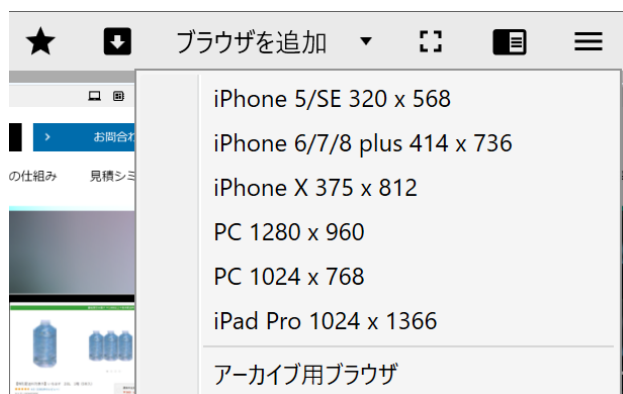 ブラウザを追加
iPhone 5/SE 320 x 568
お問合わ
iPhone 6/7/8 plus 414 x 736
の仕組み 見積シミ
iPhone X 375 x 812
PC 1280 x 960
PC 1024 x 768
iPad Pro 1024 x 1366
アーカイブ用ブラウザ